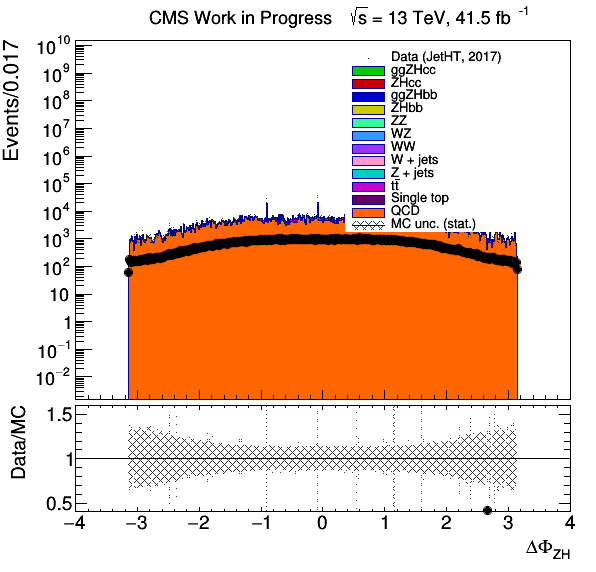 CMS Work in Progress √s = 13 TeV, 41.5 fb⁻¹
Events/0.017
10¹⁰
10⁹
10⁸
10⁷
10⁶
10⁵
10⁴
10³
10²
10
1
10⁻¹
10⁻²
Data (JetHT, 2017)
ggZHcc
ZHcc
ggZHbb
ZHbb
ZZ
WZ
WW
W + jets
Z + jets
tt̄
Single top
QCD
MC unc. (stat.)
Data/MC
1.5
1
0.5
−4 −3 −2 −1 0 1 2 3 4
ΔΦ_ZH